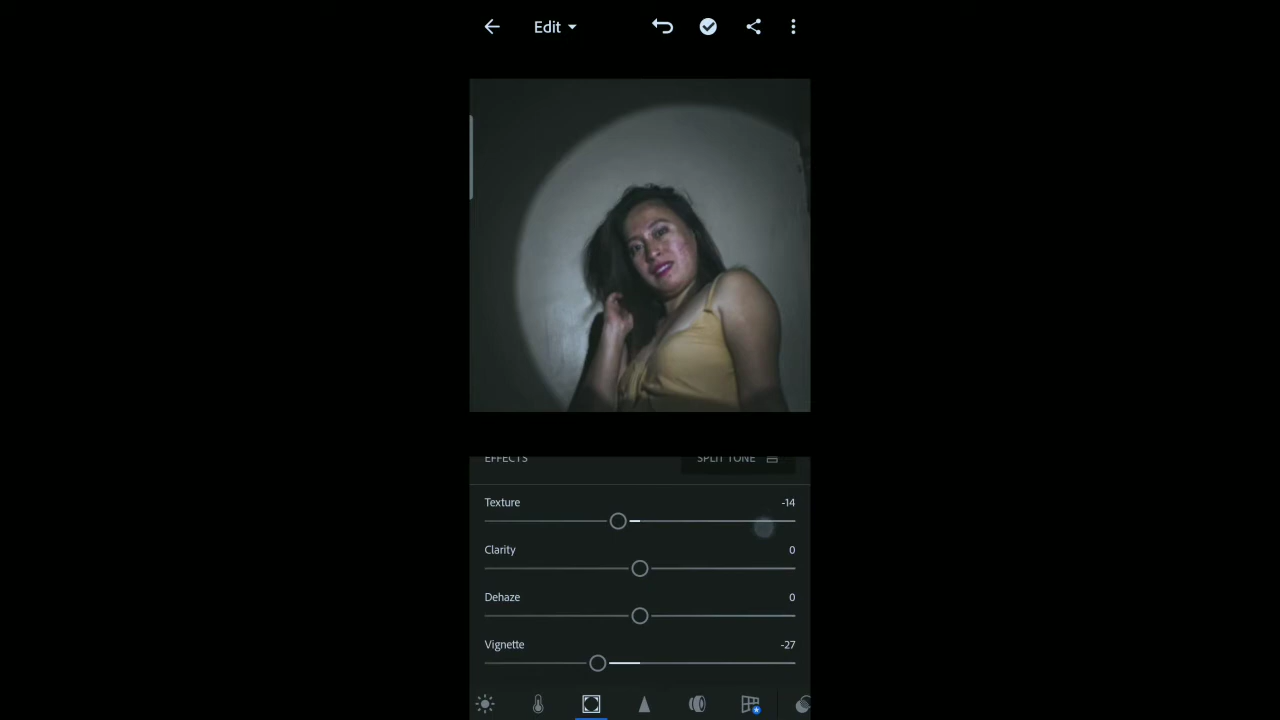 Edit
EFFECTS
SPLIT TONE
Texture -14
Clarity 0
Dehaze 0
Vignette -27